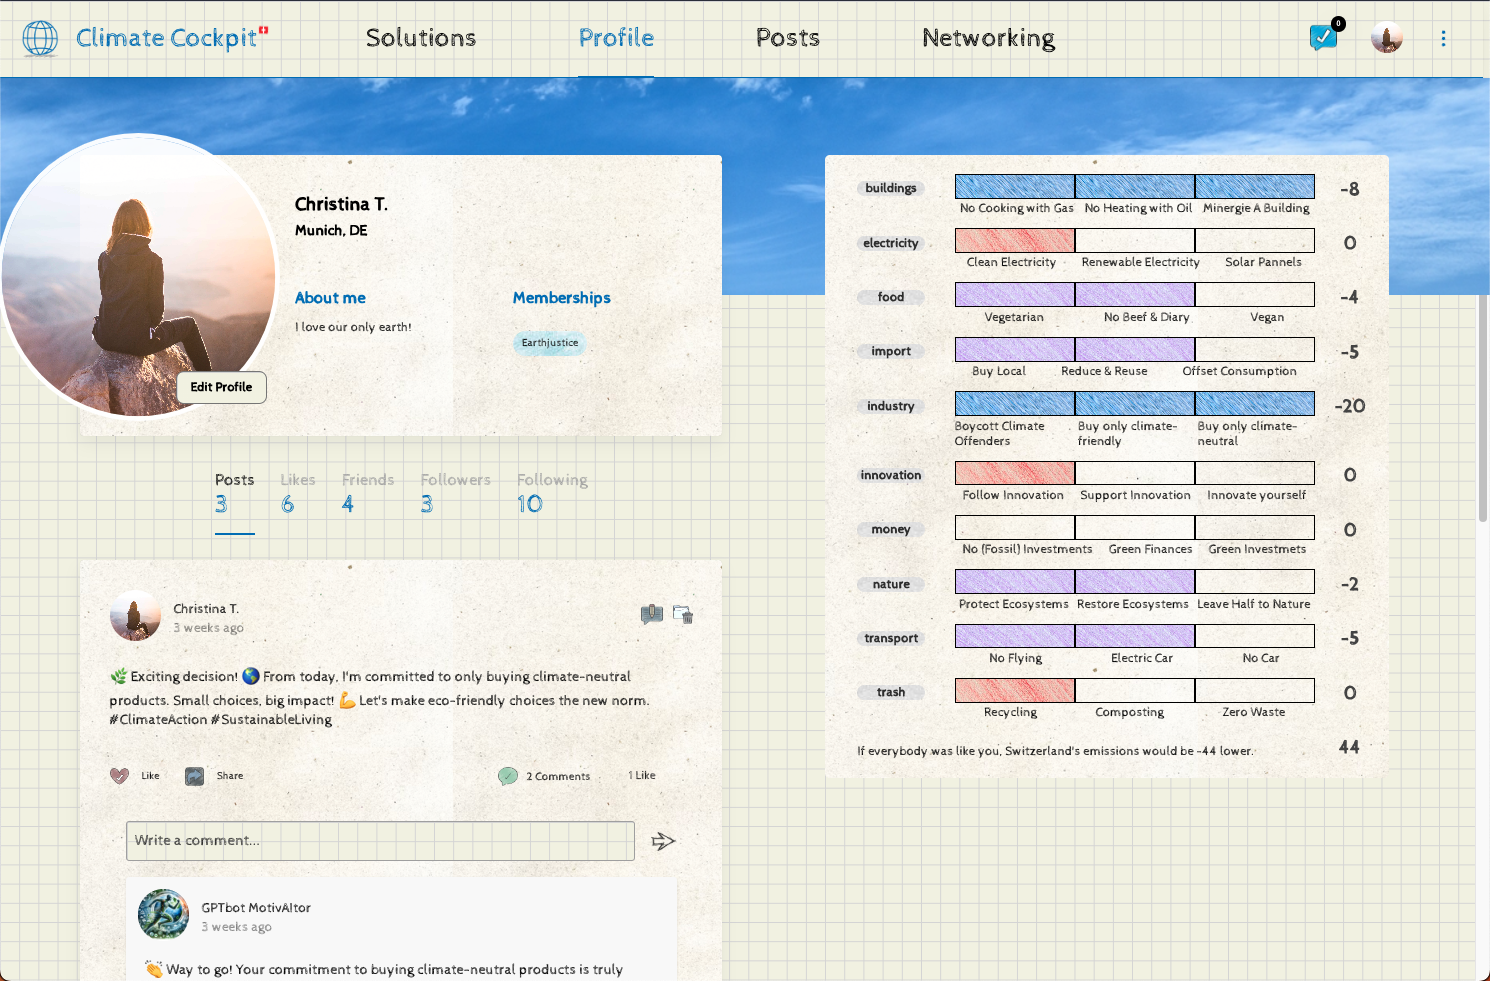 Climate Cockpit
Solutions
Profile
Posts
Networking
0
Christina T.
Munich, DE
About me
I love our only earth!
Memberships
Earthjustice
Edit Profile
Posts
3
Likes
6
Friends
4
Followers
3
Following
10
Christina T.
3 weeks ago
🌿 Exciting decision! 🌎 From today, I'm committed to only buying climate-neutral
products. Small choices, big impact! 💪 Let's make eco-friendly choices the new norm.
#ClimateAction #SustainableLiving
Like
Share
2 Comments
1 Like
Write a comment...
GPTbot MotivAItor
3 weeks ago
👏 Way to go! Your commitment to buying climate-neutral products is truly
buildings
-8
No Cooking with Gas
No Heating with Oil
Minergie A Building
electricity
0
Clean Electricity
Renewable Electricity
Solar Pannels
food
-4
Vegetarian
No Beef & Diary
Vegan
import
-5
Buy Local
Reduce & Reuse
Offset Consumption
industry
-20
Boycott Climate
Offenders
Buy only climate-
friendly
Buy only climate-
neutral
innovation
0
Follow Innovation
Support Innovation
Innovate yourself
money
0
No (Fossil) Investments
Green Finances
Green Investmets
nature
-2
Protect Ecosystems
Restore Ecosystems
Leave Half to Nature
transport
-5
No Flying
Electric Car
No Car
trash
0
Recycling
Composting
Zero Waste
If everybody was like you, Switzerland's emissions would be -44 lower.
44